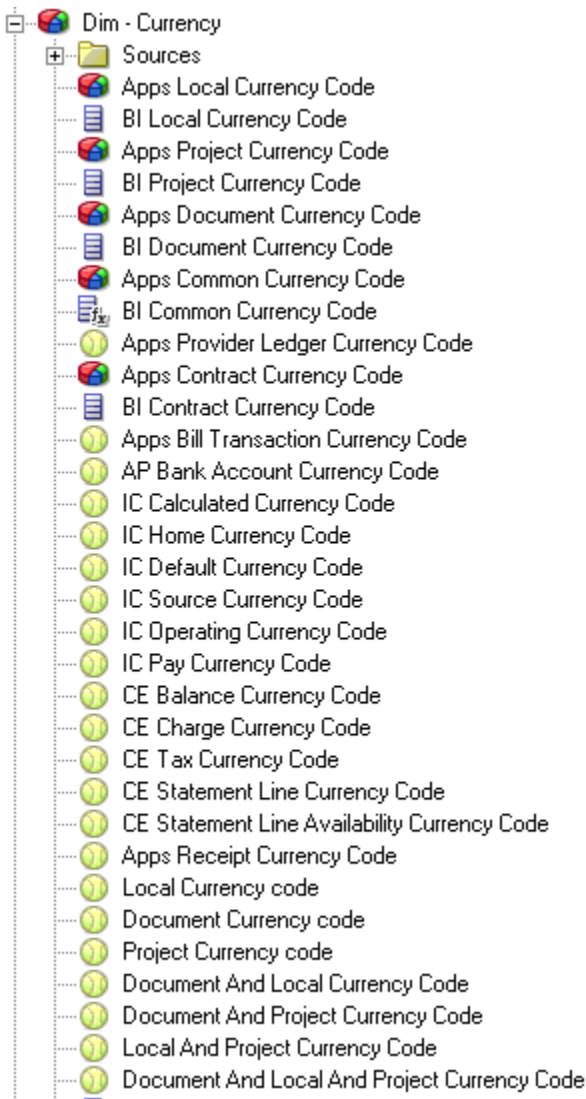 Dim - Currency
Sources
Apps Local Currency Code
BI Local Currency Code
Apps Project Currency Code
BI Project Currency Code
Apps Document Currency Code
BI Document Currency Code
Apps Common Currency Code
BI Common Currency Code
Apps Provider Ledger Currency Code
Apps Contract Currency Code
BI Contract Currency Code
Apps Bill Transaction Currency Code
AP Bank Account Currency Code
IC Calculated Currency Code
IC Home Currency Code
IC Default Currency Code
IC Source Currency Code
IC Operating Currency Code
IC Pay Currency Code
CE Balance Currency Code
CE Charge Currency Code
CE Tax Currency Code
CE Statement Line Currency Code
CE Statement Line Availability Currency Code
Apps Receipt Currency Code
Local Currency code
Document Currency code
Project Currency code
Document And Local Currency Code
Document And Project Currency Code
Local And Project Currency Code
Document And Local And Project Currency Code